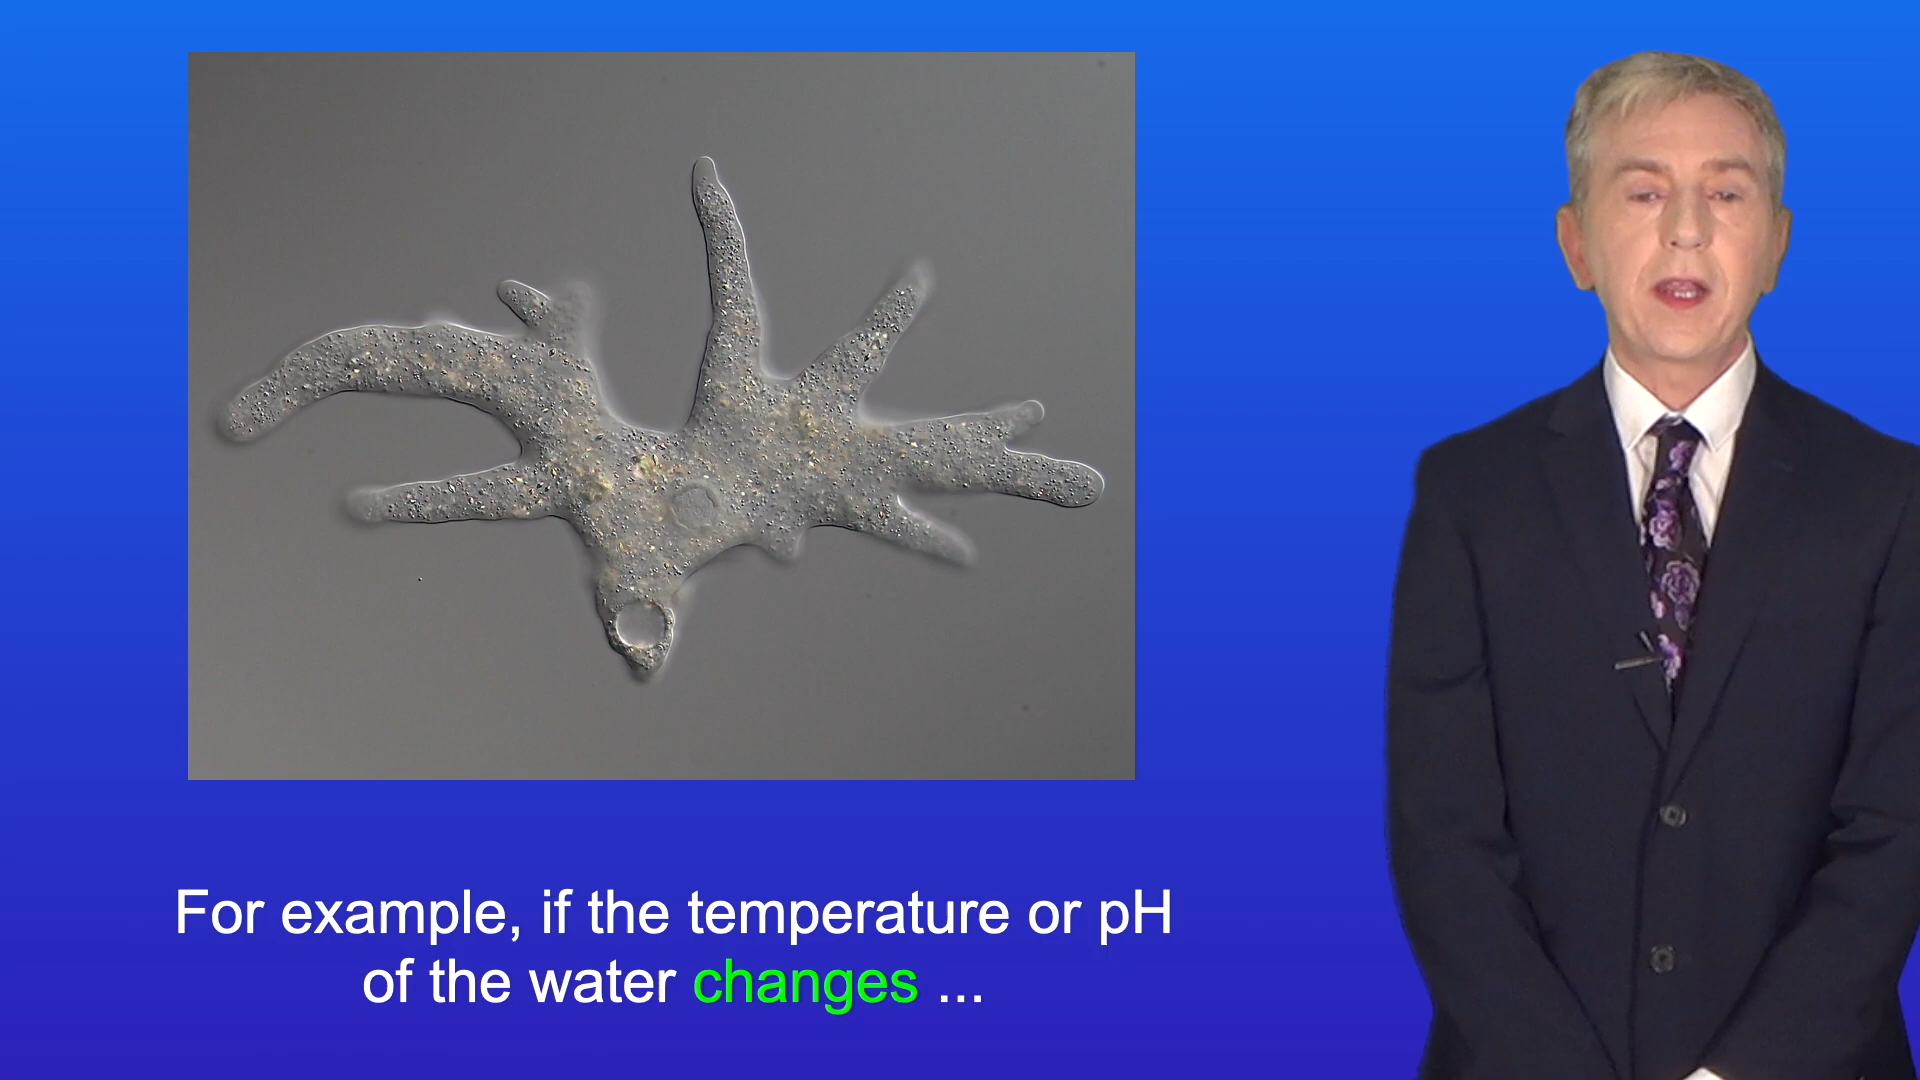 For example, if the temperature or pH
of the water changes ...